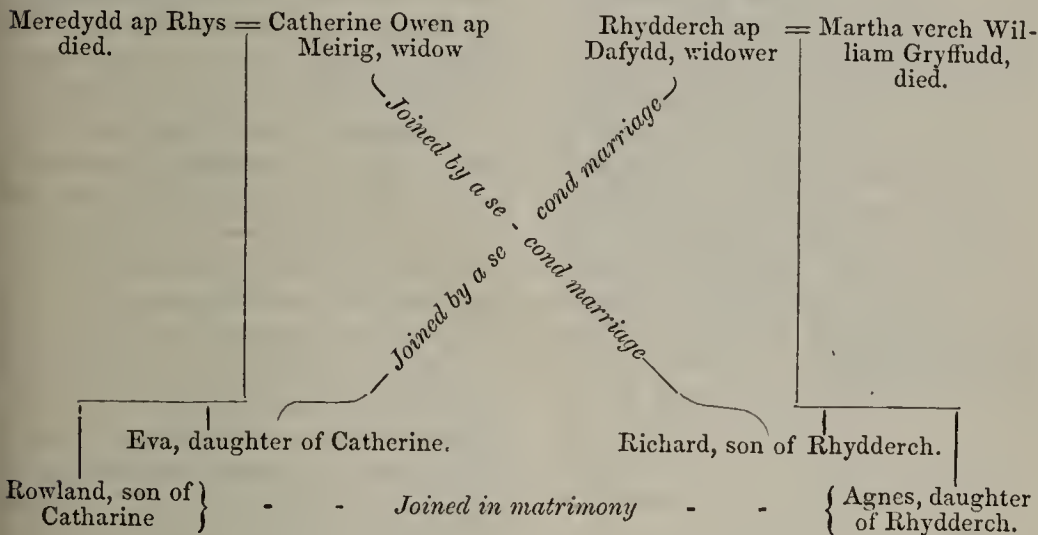 Meredydd ap Rhys = Catherine Owen ap
died. Meirig, widow
Rhydderch ap = Martha verch Wil-
Dafydd, widower liam Gryffudd,
died.
Joined by a se - cond marriage
Joined by a se cond marriage
Eva, daughter of Catherine.
Richard, son of Rhydderch.
Rowland, son of }
Catharine
- - Joined in matrimony - -
{ Agnes, daughter
of Rhydderch.